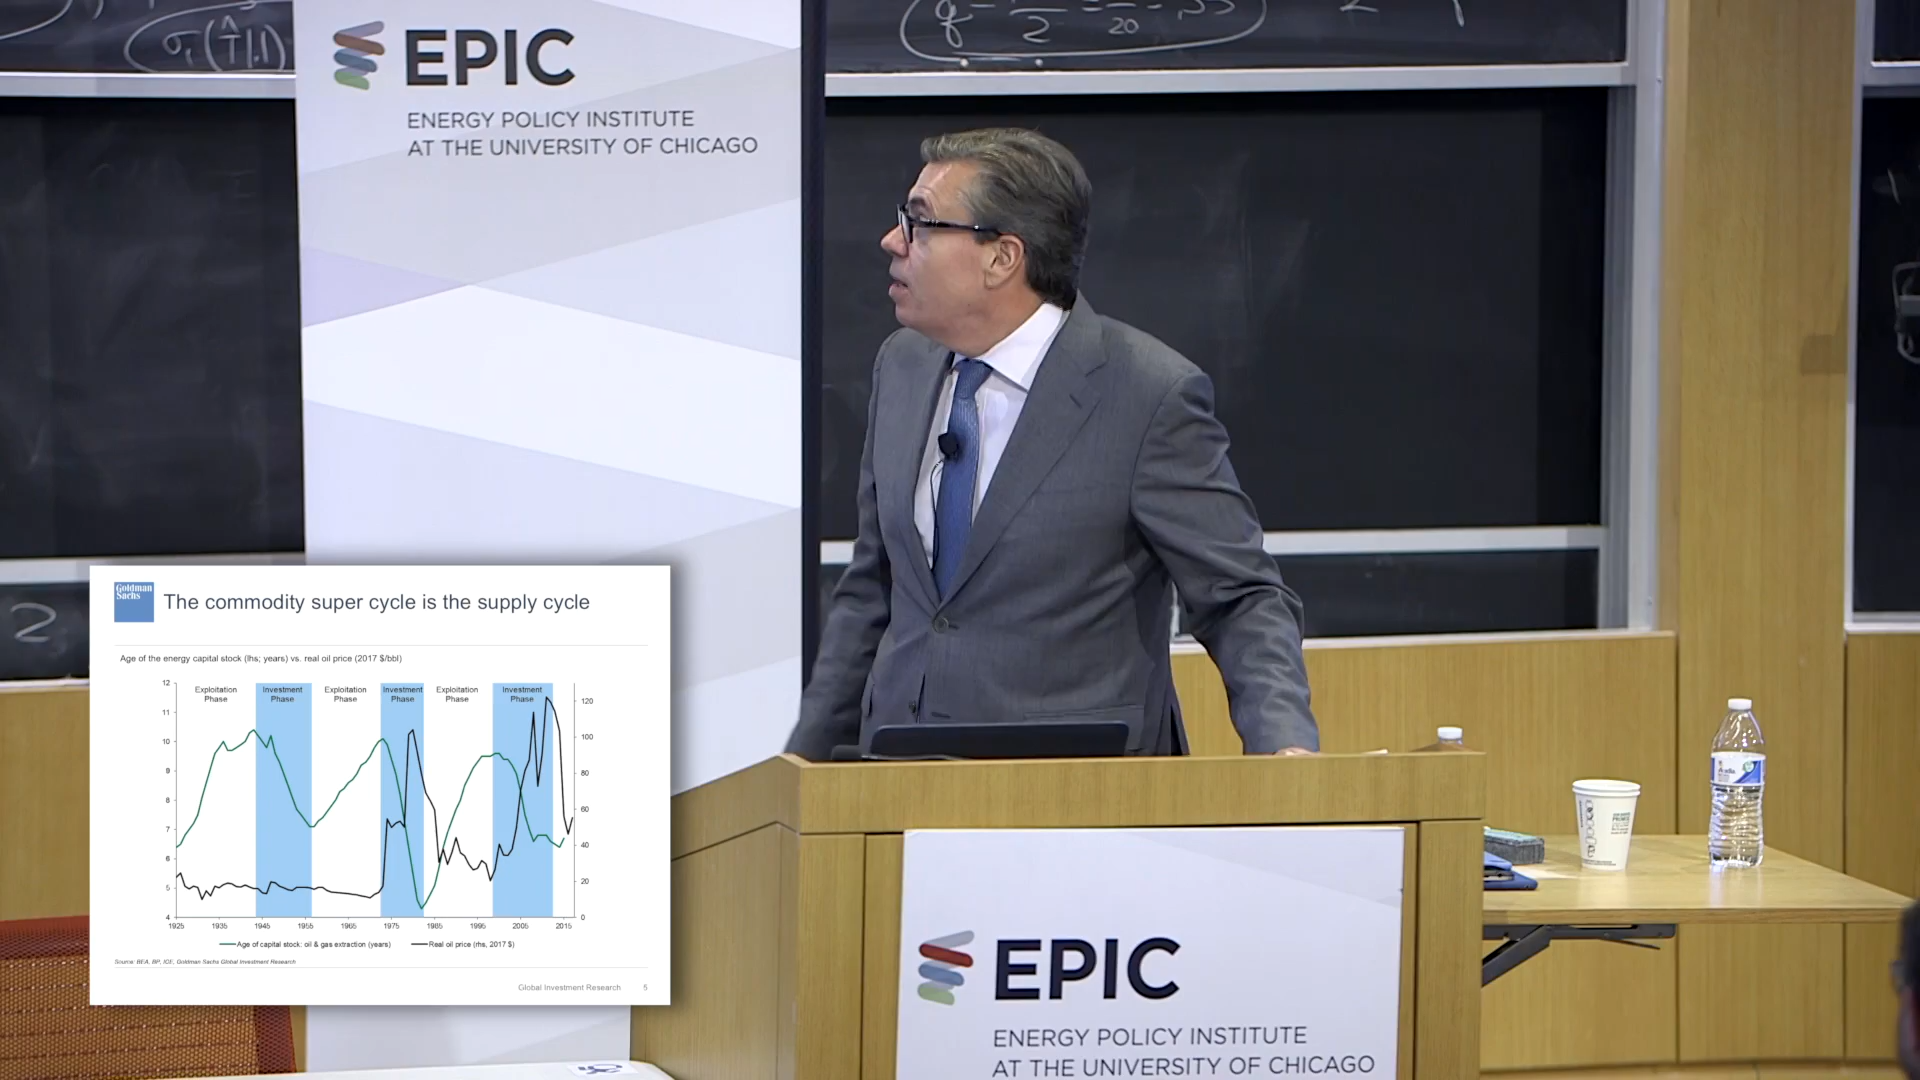 EPIC
ENERGY POLICY INSTITUTE
AT THE UNIVERSITY OF CHICAGO
2
20
2
Goldman
Sachs
The commodity super cycle is the supply cycle
Age of the energy capital stock (lhs; years) vs. real oil price (2017 $/bbl)
Exploitation Phase
Investment Phase
Exploitation Phase
Investment Phase
Exploitation Phase
Investment Phase
12
11
10
9
8
7
6
5
4
120
100
80
60
40
20
0
1925 1935 1945 1955 1965 1975 1985 1995 2005 2015
Age of capital stock: oil & gas extraction (years)
Real oil price (rhs, 2017 $)
Source: BEA, BP, ICE, Goldman Sachs Global Investment Research
Global Investment Research 5
EPIC
ENERGY POLICY INSTITUTE
AT THE UNIVERSITY OF CHICAGO